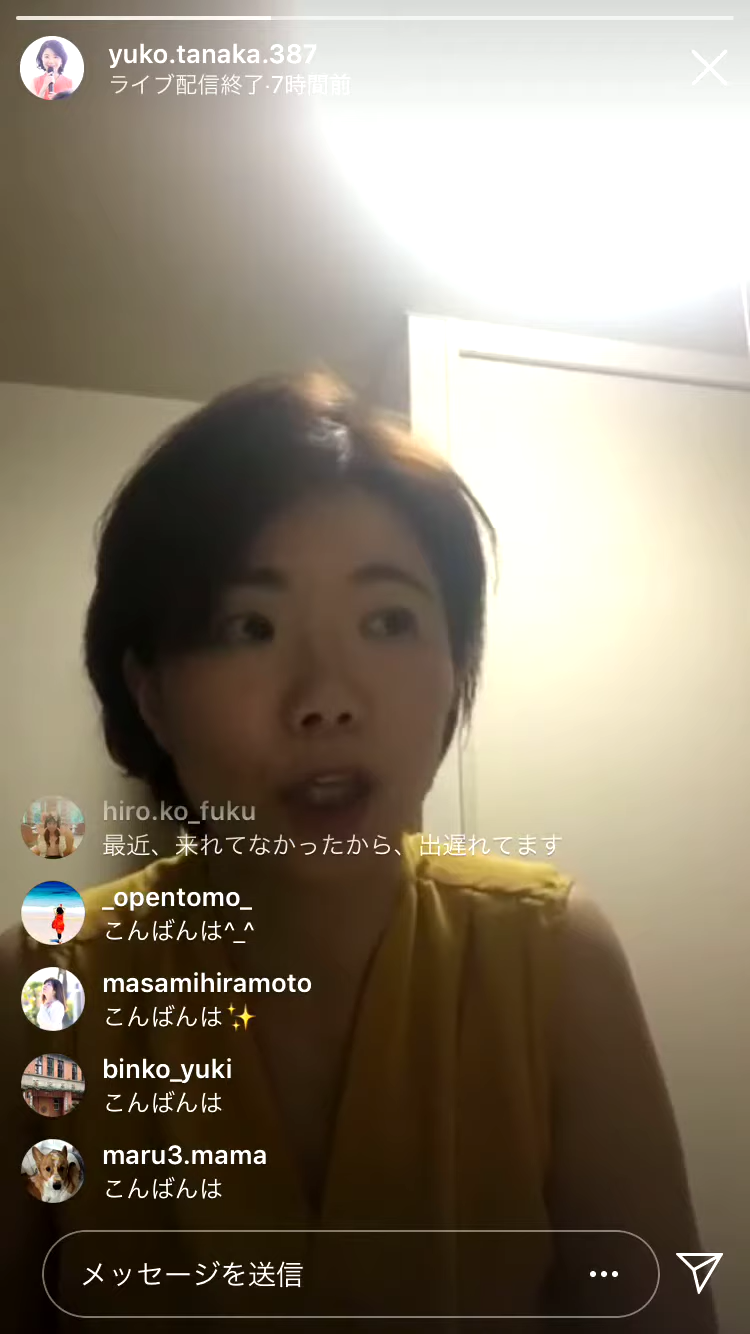 yuko.tanaka.387
ライブ配信終了·7時間前
hiro.ko_fuku
最近、来れてなかったから、出遅れてます
_opentomo_
こんばんは^_^
masamihiramoto
こんばんは✨
binko_yuki
こんばんは
maru3.mama
こんばんは
メッセージを送信